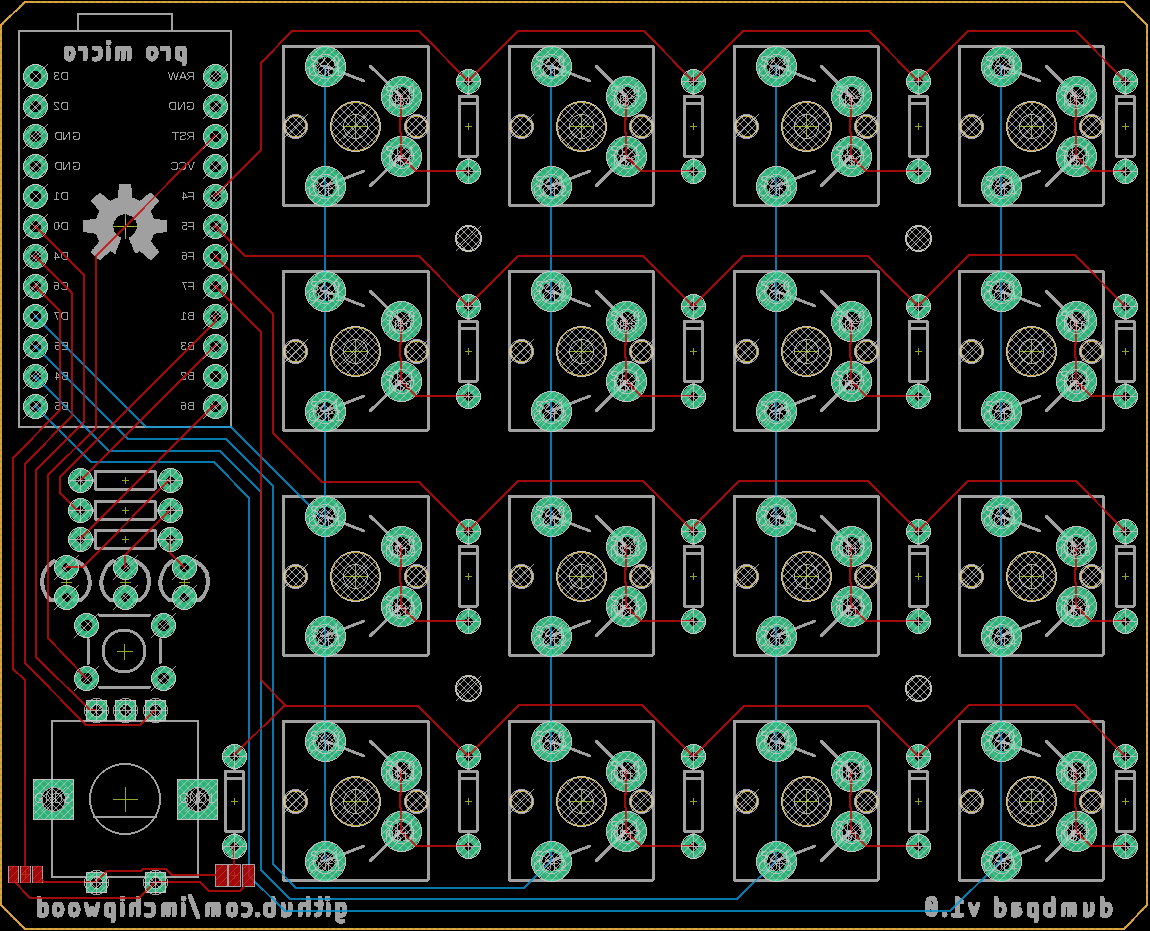 pro micro
D3 RAW
D2 GND
GND RST
GND VCC
D1 F4
D0 F5
D4 F6
C6 F7
D7 B1
E6 B3
B4 B2
B5 B6
github.com/imchipwood
dumbpad v1.0